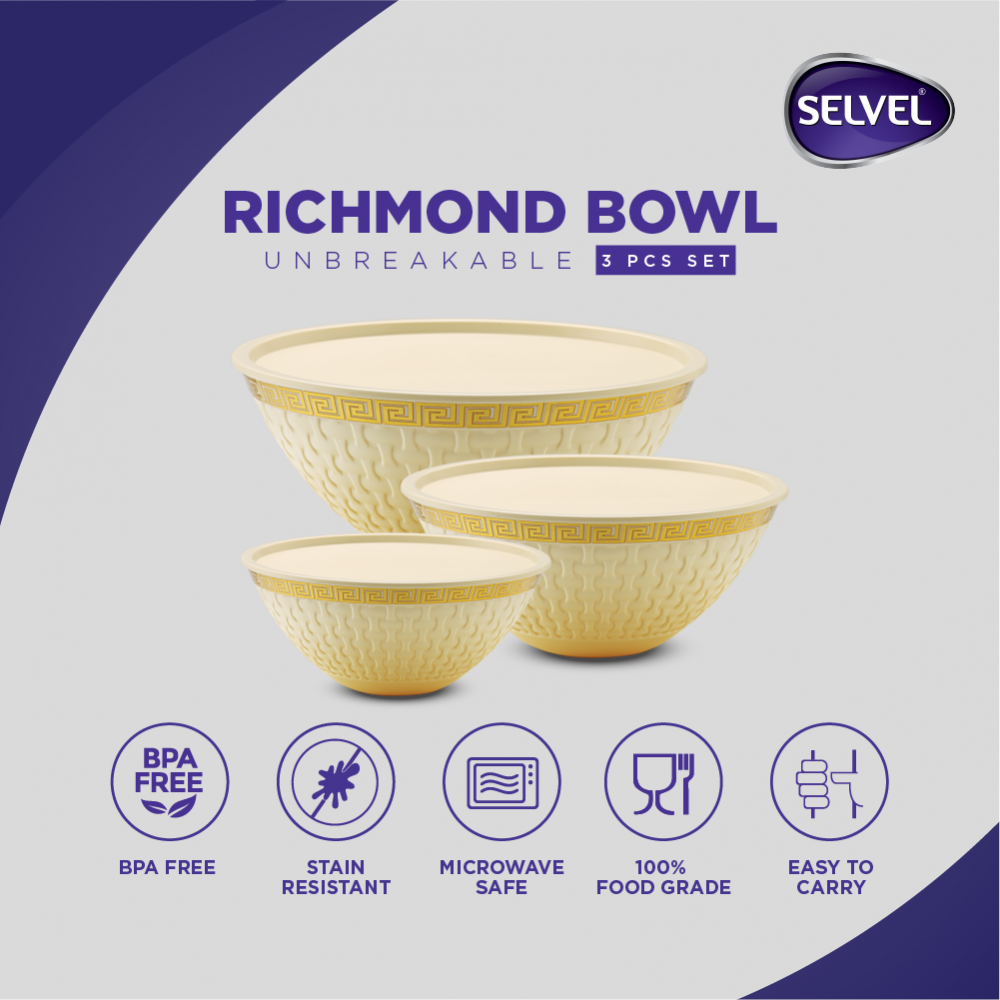 SELVEL®
RICHMOND BOWL
UNBREAKABLE 3 PCS SET
BPA
FREE
BPA FREE
STAIN
RESISTANT
MICROWAVE
SAFE
100%
FOOD GRADE
EASY TO
CARRY